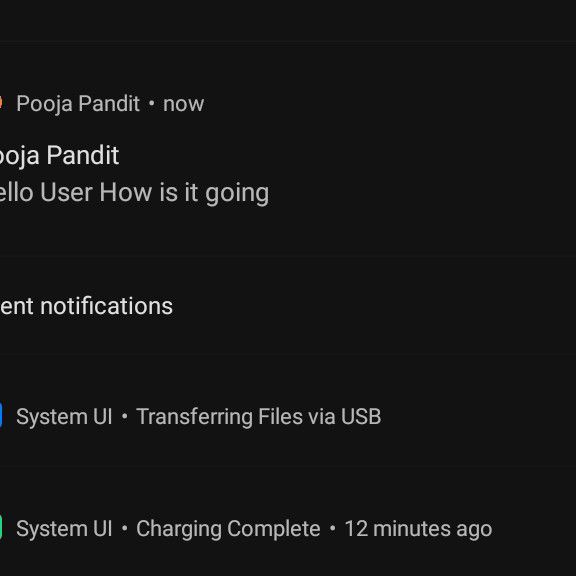 Pooja Pandit • now
ooja Pandit
ello User How is it going
ent notifications
System UI • Transferring Files via USB
System UI • Charging Complete • 12 minutes ago